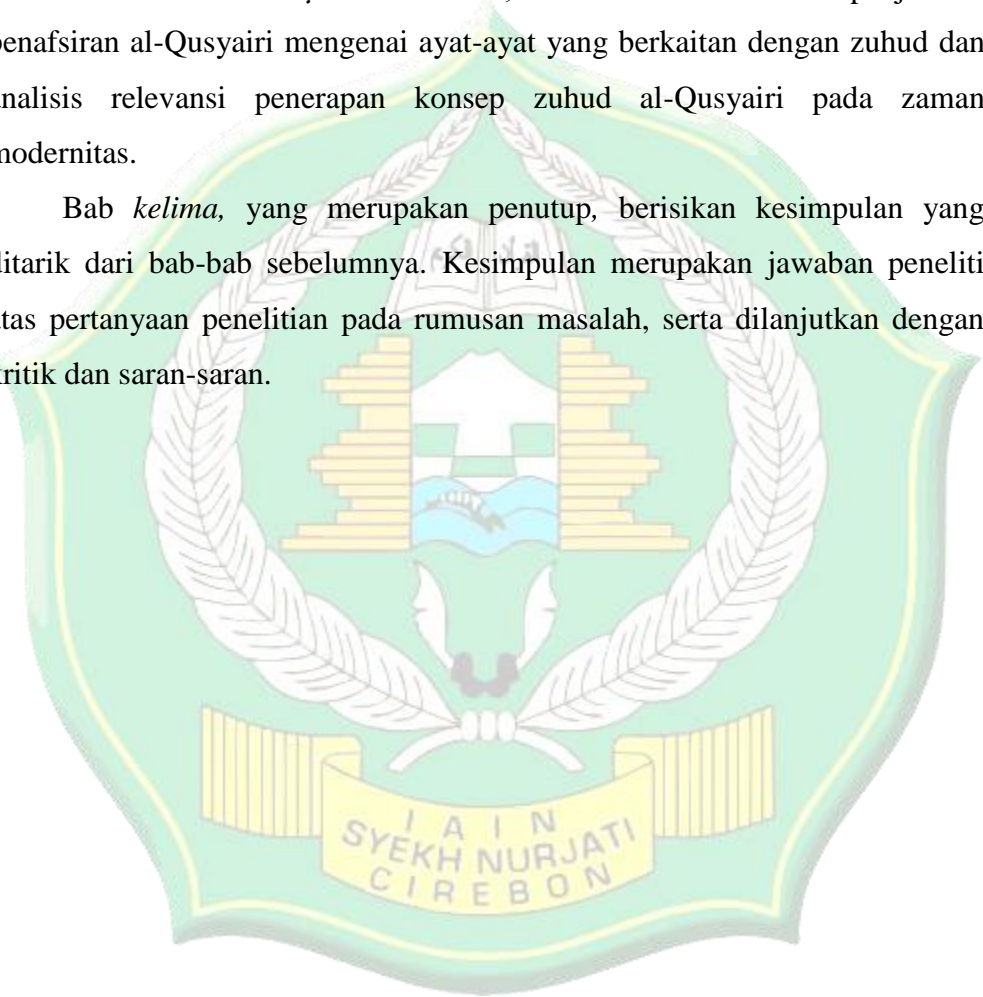 penafsiran al-Qusyairi mengenai ayat-ayat yang berkaitan dengan zuhud dan
analisis relevansi penerapan konsep zuhud al-Qusyairi pada zaman
modernitas.
Bab kelima, yang merupakan penutup, berisikan kesimpulan yang
ditarik dari bab-bab sebelumnya. Kesimpulan merupakan jawaban peneliti
atas pertanyaan penelitian pada rumusan masalah, serta dilanjutkan dengan
kritik dan saran-saran.
IAIN
SYEKH NURJATI
CIREBON